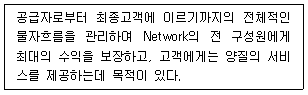 공급자로부터 최종고객에 이르기까지의 전체적인
물자흐름을 관리하여 Network의 전 구성원에게
최대의 수익을 보장하고, 고객에게는 양질의 서비
스를 제공하는데 목적이 있다.